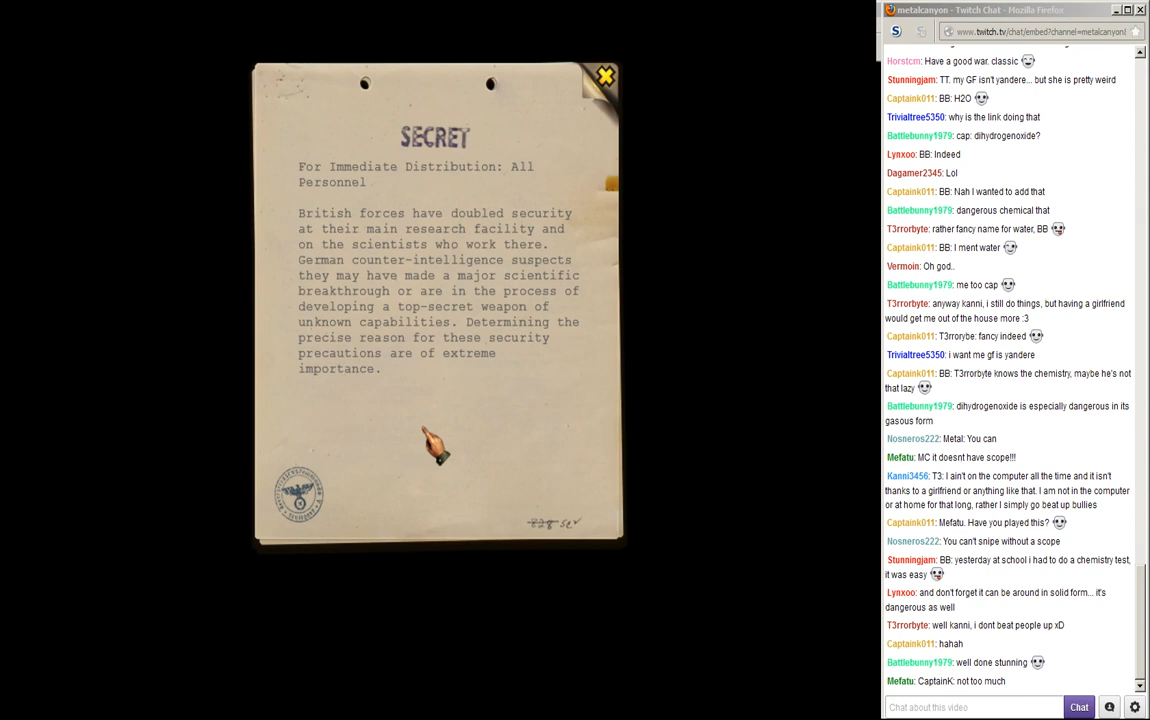 SECRET
For Immediate Distribution: All
Personnel
British forces have doubled security
at their main research facility and
on the scientists who work there.
German counter-intelligence suspects
they may have made a major scientific
breakthrough or are in the process of
developing a top-secret weapon of
unknown capabilities. Determining the
precise reason for these security
precautions are of extreme
importance.
metalcanyon - Twitch Chat - Mozilla Firefox
www.twitch.tv/chat/embed?channel=metalcanyon
Horstcm: Have a good war. classic
Stunningjam: TT. my GF isn't yandere... but she is pretty weird
Captaink011: BB: H2O
Trivialtree5350: why is the link doing that
Battlebunny1979: cap: dihydrogenoxide?
Lynxoo: BB: Indeed
Dagamer2345: Lol
Captaink011: BB: Nah I wanted to add that
Battlebunny1979: dangerous chemical that
T3rrorbyte: rather fancy name for water, BB
Captaink011: BB: I ment water
Vermoin: Oh god..
Battlebunny1979: me too cap
T3rrorbyte: anyway kanni, i still do things, but having a girlfriend
would get me out of the house more :3
Captaink011: T3rrorybe: fancy indeed
Trivialtree5350: i want me gf is yandere
Captaink011: BB: T3rrorbyte knows the chemistry, maybe he's not
that lazy
Battlebunny1979: dihydrogenoxide is especially dangerous in its
gasous form
Nosneros222: Metal: You can
Mefatu: MC it doesnt have scope!!!
Kanni3456: T3: I ain't on the computer all the time and it isn't
thanks to a girlfriend or anything like that. I am not in the computer
or at home for that long, rather I simply go beat up bullies
Captaink011: Mefatu. Have you played this?
Nosneros222: You can't snipe without a scope
Stunningjam: BB: yesterday at school i had to do a chemistry test,
it was easy
Lynxoo: and don't forget it can be around in solid form... it's
dangerous as well
T3rrorbyte: well kanni, i dont beat people up xD
Captaink011: hahah
Battlebunny1979: well done stunning
Mefatu: CaptainK: not too much
Chat about this video
Chat